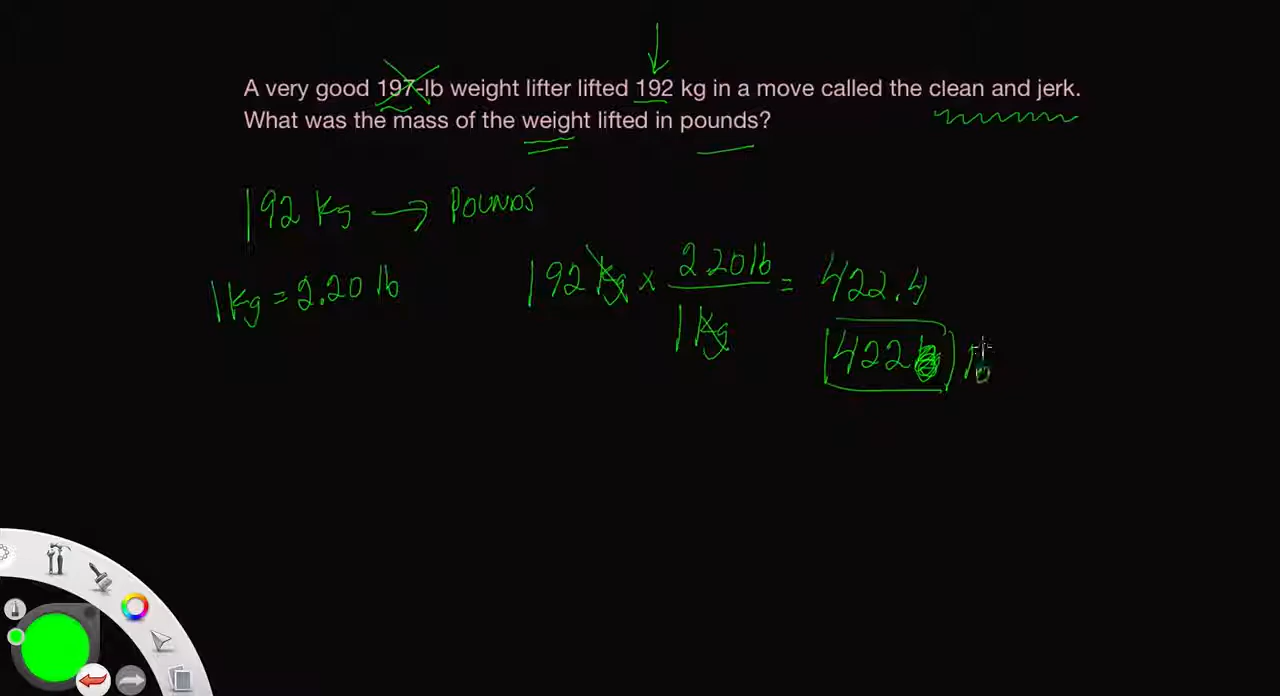 A very good 197-lb weight lifter lifted 192 kg in a move called the clean and jerk.
What was the mass of the weight lifted in pounds?
192 kg → POUNDS
1 kg = 2.20 lb
192 kg × 2.20 lb / 1 kg = 422.4
422 lb